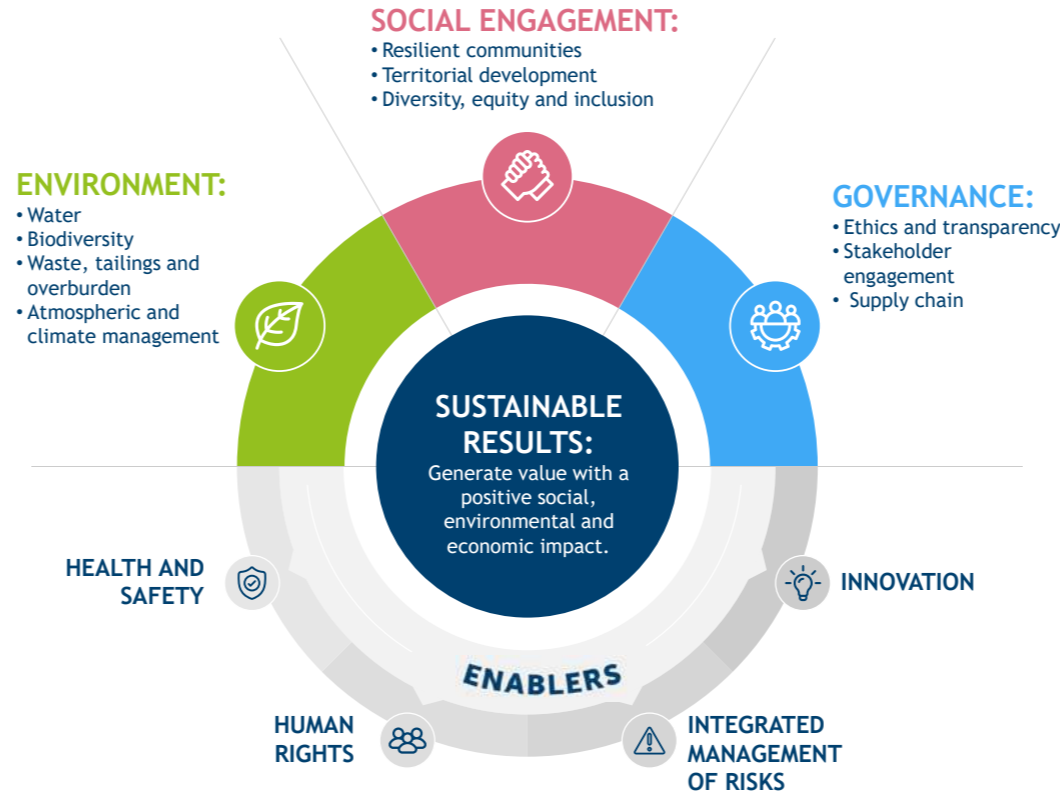 SOCIAL ENGAGEMENT:
• Resilient communities
• Territorial development
• Diversity, equity and inclusion
ENVIRONMENT:
• Water
• Biodiversity
• Waste, tailings and
overburden
• Atmospheric and
climate management
GOVERNANCE:
• Ethics and transparency
• Stakeholder
engagement
• Supply chain
SUSTAINABLE
RESULTS:
Generate value with a
positive social,
environmental and
economic impact.
HEALTH AND
SAFETY
INNOVATION
ENABLERS
HUMAN
RIGHTS
INTEGRATED
MANAGEMENT
OF RISKS